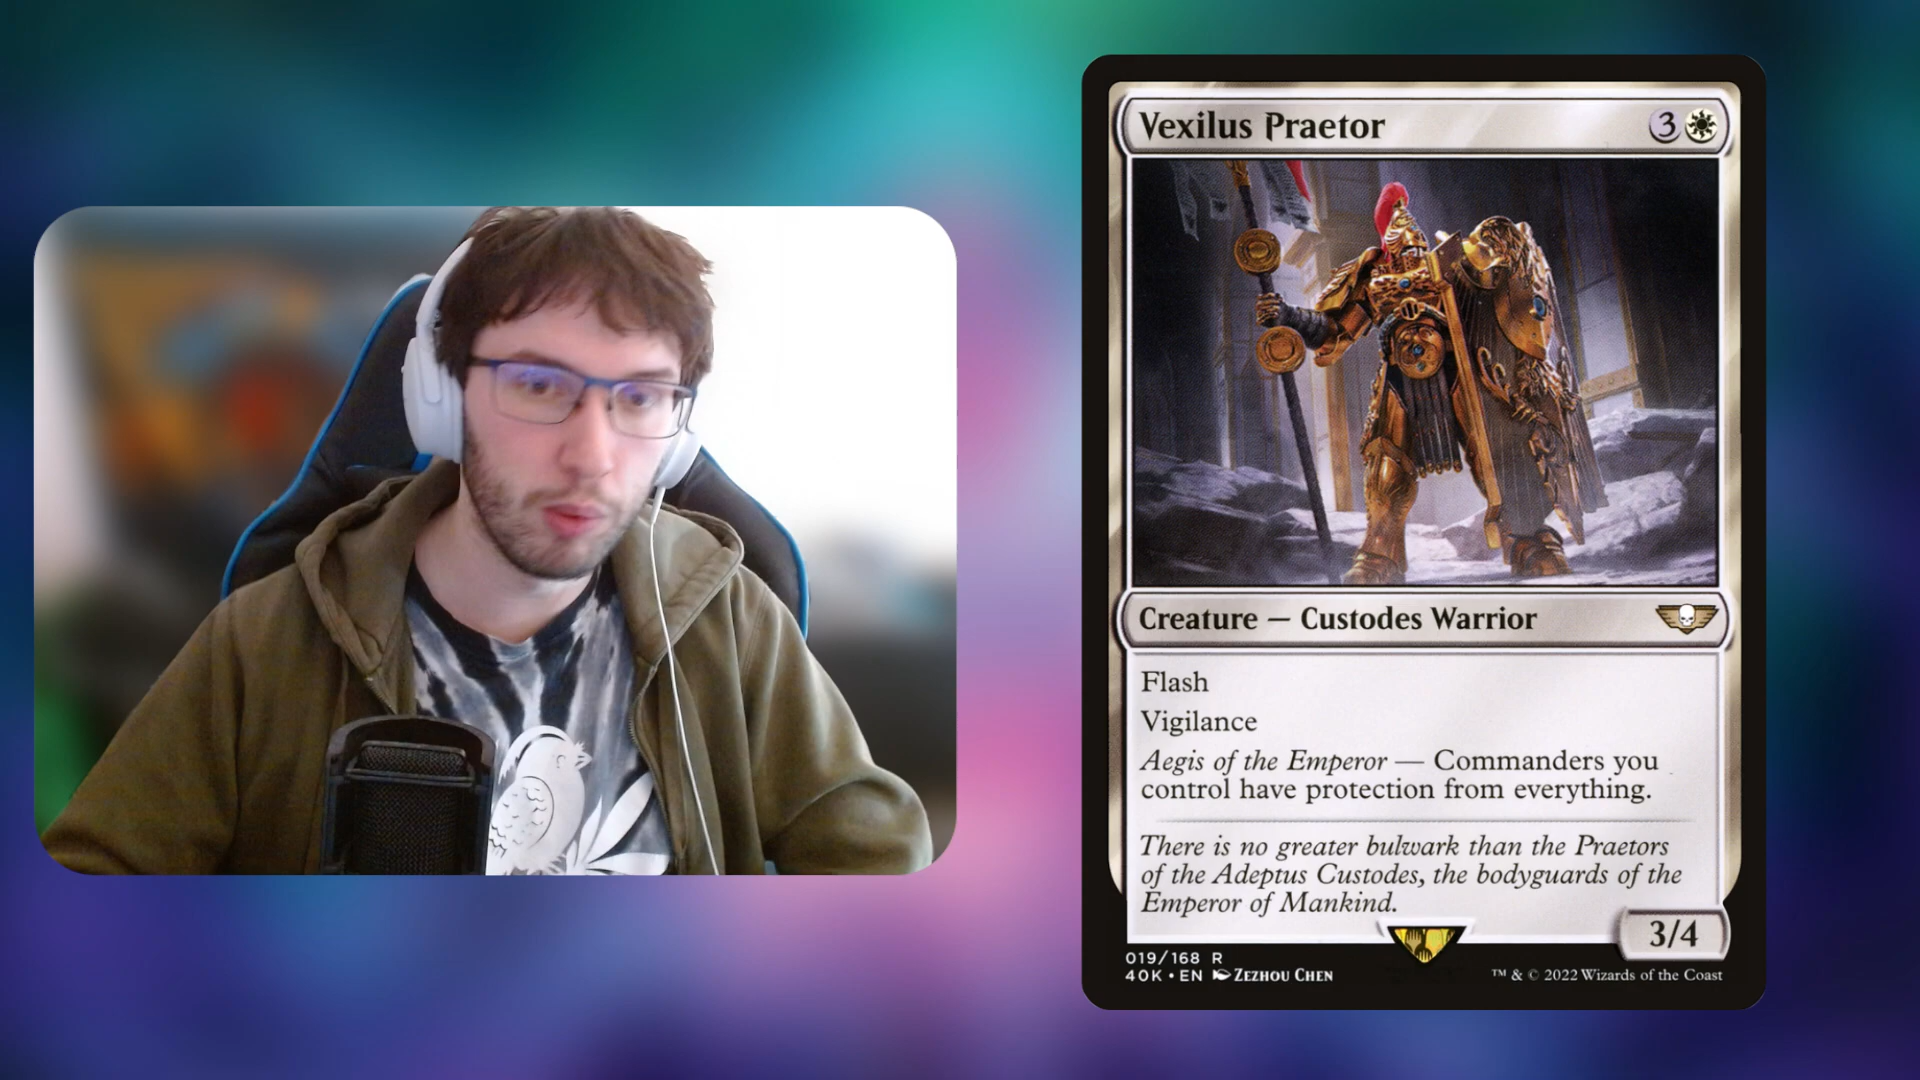 Vexilus Praetor
3
Creature — Custodes Warrior
Flash
Vigilance
Aegis of the Emperor — Commanders you
control have protection from everything.
There is no greater bulwark than the Praetors
of the Adeptus Custodes, the bodyguards of the
Emperor of Mankind.
3/4
019/168 R
40K • EN ZEZHOU CHEN
™ & © 2022 Wizards of the Coast